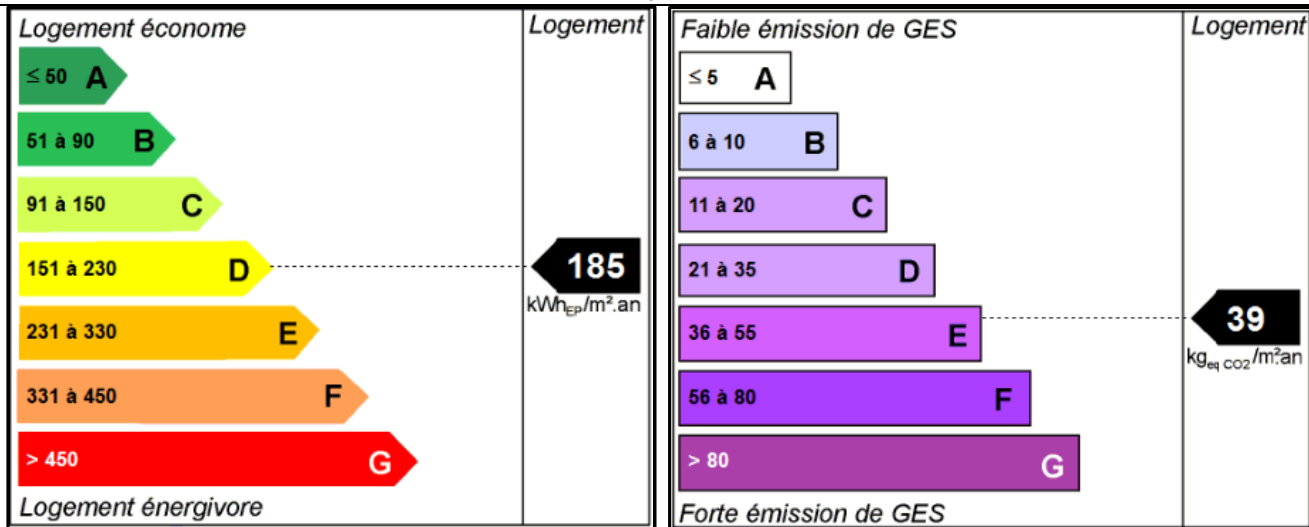 Logement économe
Logement
≤ 50 A
51 à 90 B
91 à 150 C
151 à 230 D
185
kWhEP/m².an
231 à 330 E
331 à 450 F
> 450 G
Logement énergivore
Faible émission de GES
Logement
≤ 5 A
6 à 10 B
11 à 20 C
21 à 35 D
36 à 55 E
39
kgeq CO2/m².an
56 à 80 F
> 80 G
Forte émission de GES